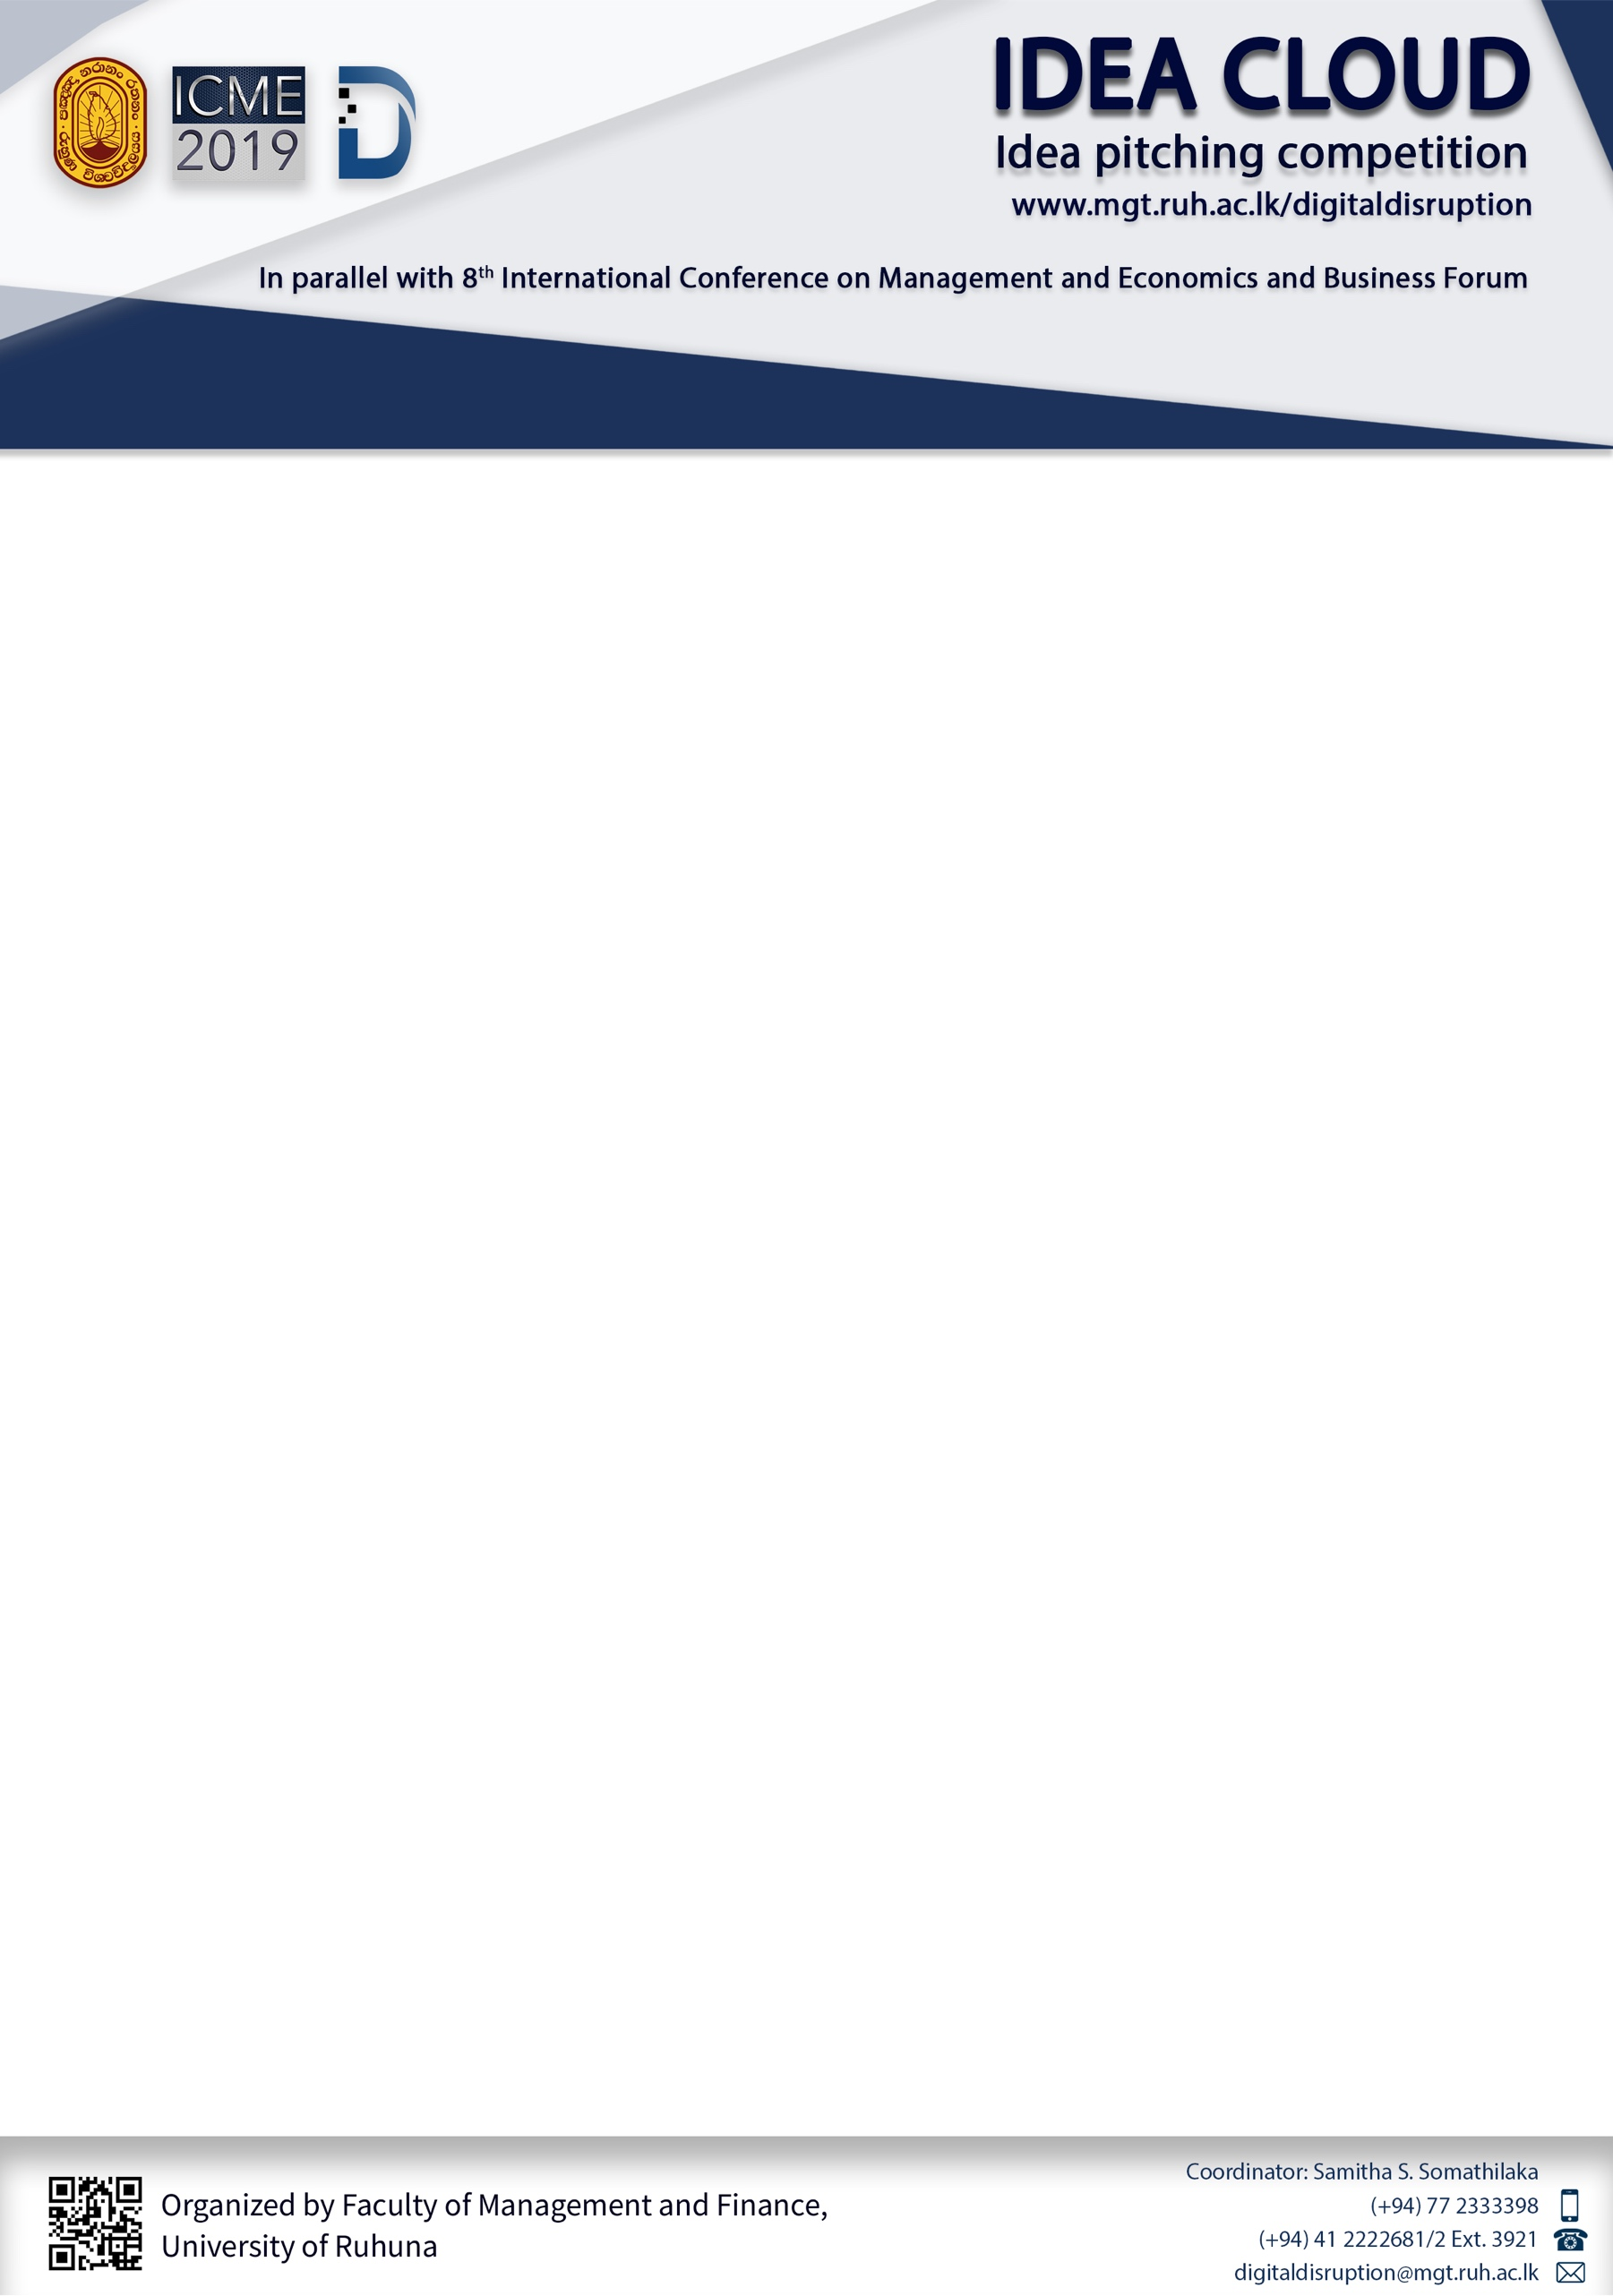 ICME
2019
IDEA CLOUD
Idea pitching competition
www.mgt.ruh.ac.lk/digitaldisruption
In parallel with 8th International Conference on Management and Economics and Business Forum
Organized by Faculty of Management and Finance,
University of Ruhuna
Coordinator: Samitha S. Somathilaka
(+94) 77 2333398
(+94) 41 2222681/2 Ext. 3921
digitaldisruption@mgt.ruh.ac.lk